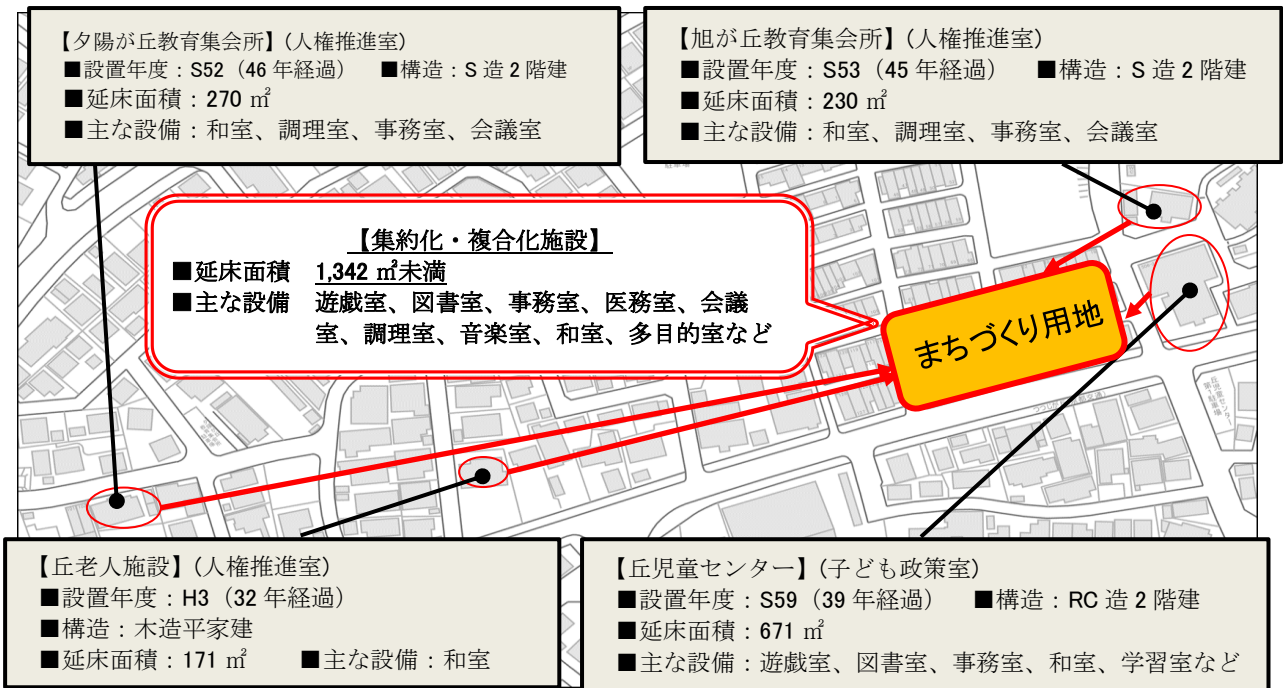 【夕陽が丘教育集会所】(人権推進室)
■設置年度：S52（46 年経過） ■構造：S 造 2 階建
■延床面積：270 ㎡
■主な設備：和室、調理室、事務室、会議室
【旭が丘教育集会所】(人権推進室)
■設置年度：S53（45 年経過） ■構造：S 造 2 階建
■延床面積：230 ㎡
■主な設備：和室、調理室、事務室、会議室
【集約化・複合化施設】
■延床面積 1,342 ㎡未満
■主な設備 遊戯室、図書室、事務室、医務室、会議
室、調理室、音楽室、和室、多目的室など
まちづくり用地
丘児童センター
第1駐車場
【丘老人施設】(人権推進室)
■設置年度：H3（32 年経過）
■構造：木造平家建
■延床面積：171 ㎡ ■主な設備：和室
【丘児童センター】(子ども政策室)
■設置年度：S59（39 年経過） ■構造：RC 造 2 階建
■延床面積：671 ㎡
■主な設備：遊戯室、図書室、事務室、和室、学習室など